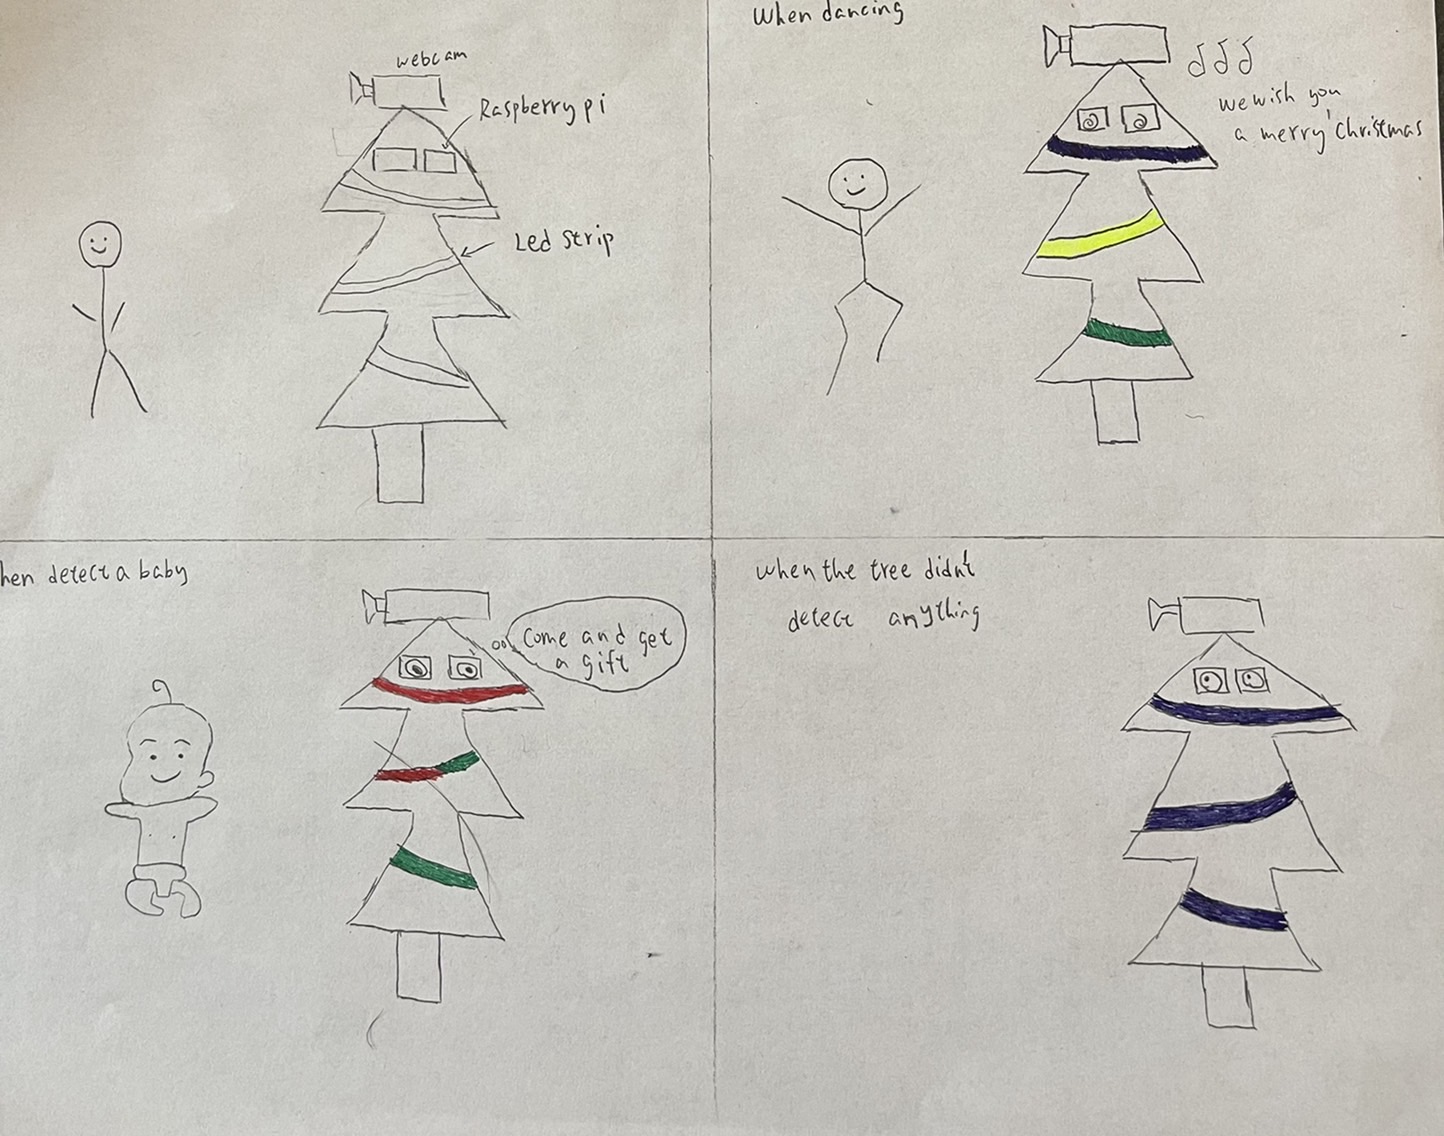 webcam
Raspberry pi
Led strip
When dancing
we wish you
a merry christmas
hen detect a baby
Come and get
a gift
when the tree didn't
detect anything